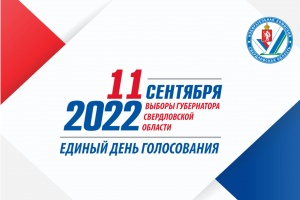 11 СЕНТЯБРЯ
2022 ВЫБОРЫ ГУБЕРНАТОРА
СВЕРДЛОВСКОЙ
ОБЛАСТИ
ЕДИНЫЙ ДЕНЬ ГОЛОСОВАНИЯ